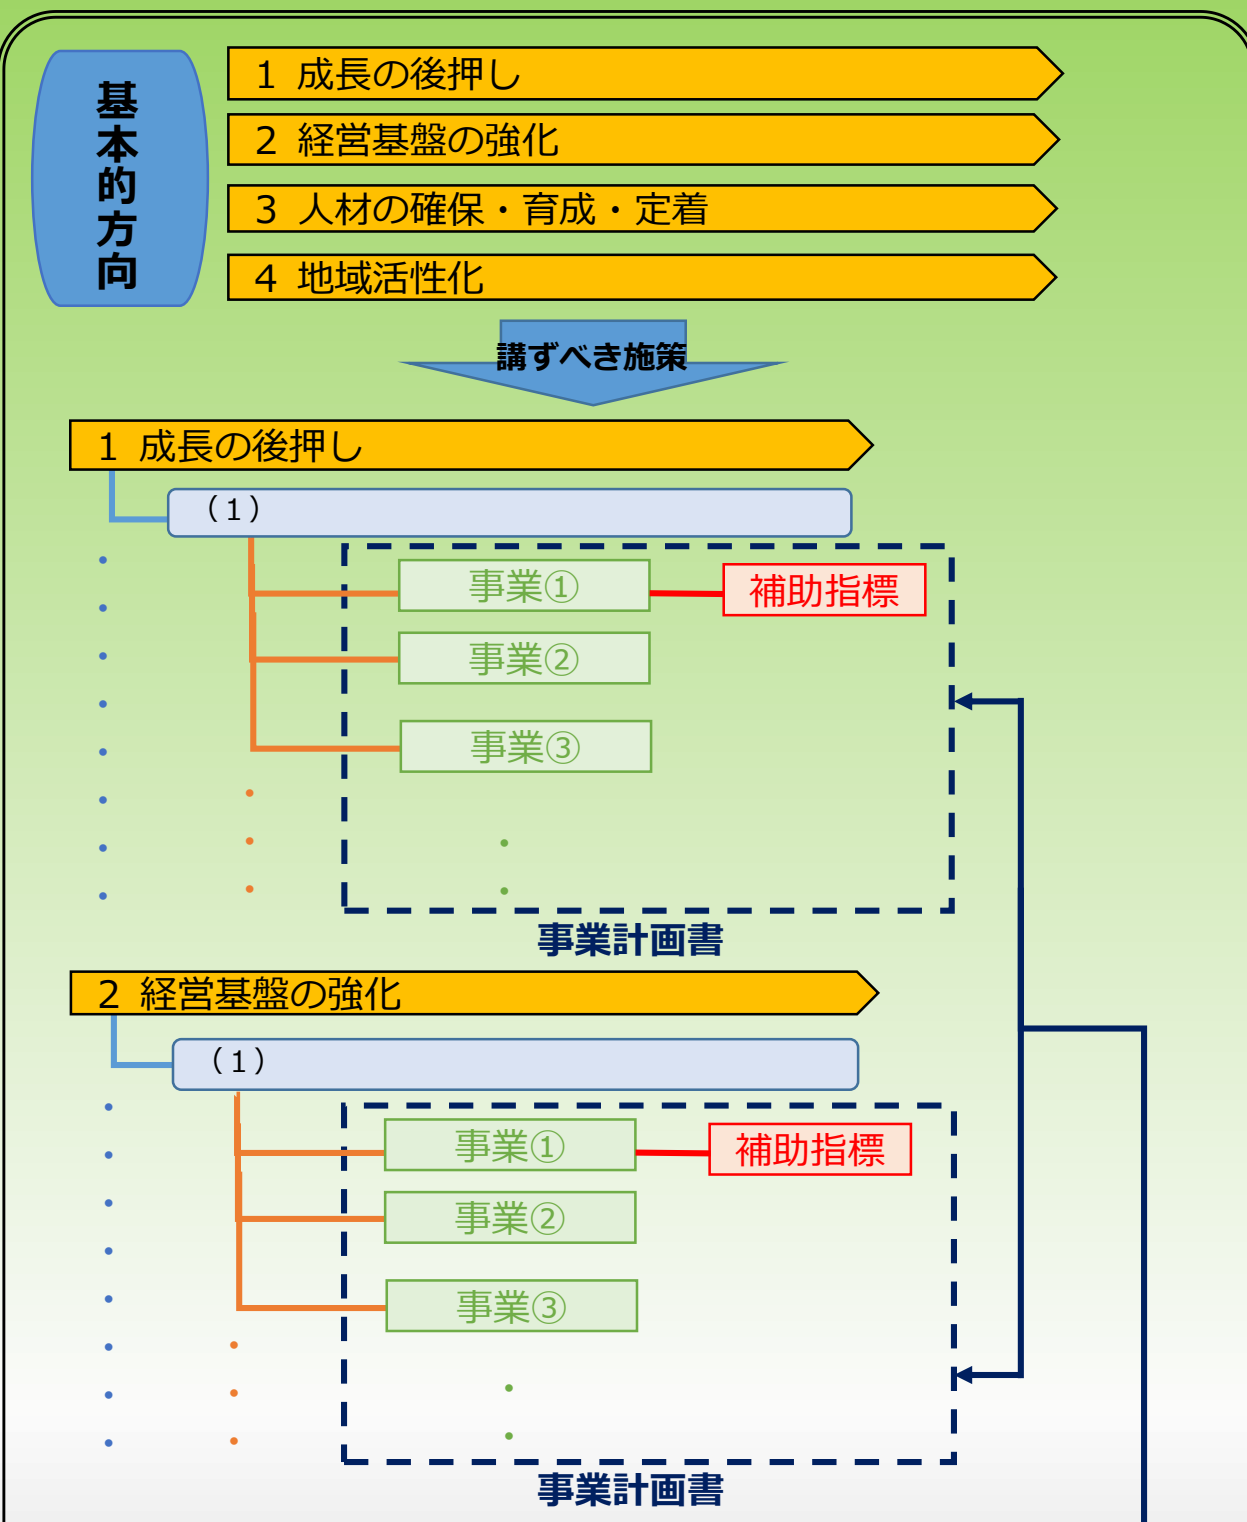 基本的方向
１ 成長の後押し
２ 経営基盤の強化
３ 人材の確保・育成・定着
４ 地域活性化
講ずべき施策
１ 成長の後押し
（１）
事業①
補助指標
事業②
事業③
事業計画書
２ 経営基盤の強化
（１）
事業①
補助指標
事業②
事業③
事業計画書